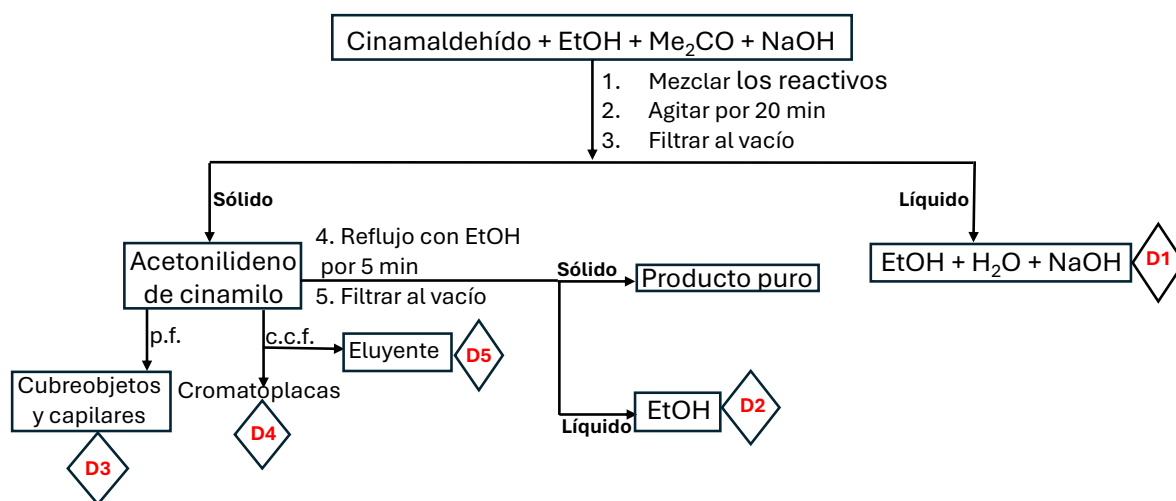 Cinamaldehído + EtOH + Me₂CO + NaOH
1. Mezclar los reactivos
2. Agitar por 20 min
3. Filtrar al vacío
Sólido
Líquido
Acetonilideno
de cinamilo
4. Reflujo con EtOH
por 5 min
5. Filtrar al vacío
Sólido
Producto puro
EtOH + H₂O + NaOH
D1
p.f.
c.c.f.
Eluyente
D5
Cubreobjetos
y capilares
D3
Cromatoplacas
D4
Líquido
EtOH
D2